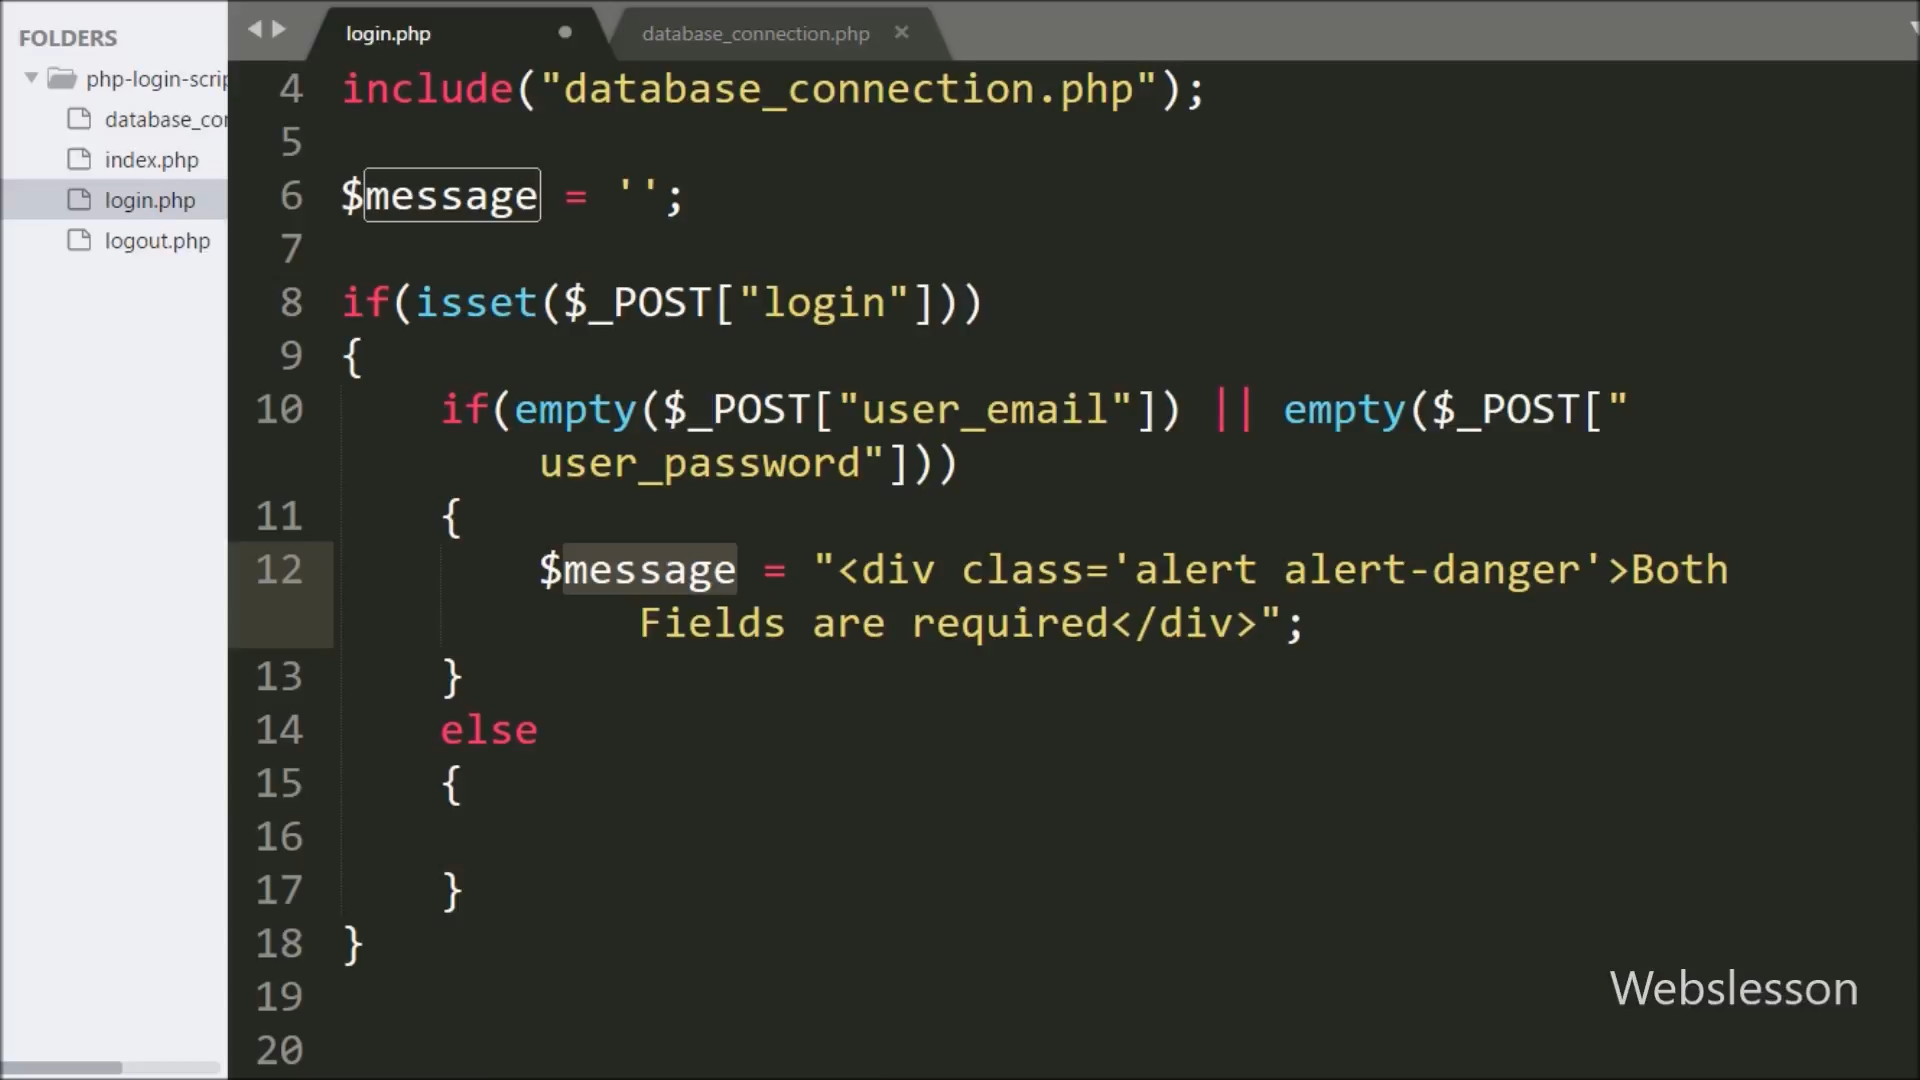 FOLDERS
php-login-scrip
database_con
index.php
login.php
logout.php
login.php
database_connection.php
4 include("database_connection.php");
5
6 $message = '';
7
8 if(isset($_POST["login"]))
9 {
10 if(empty($_POST["user_email"]) || empty($_POST["
user_password"]))
11 {
12 $message = "<div class='alert alert-danger'>Both
Fields are required</div>";
13 }
14 else
15 {
16
17 }
18 }
19
20
Webslesson